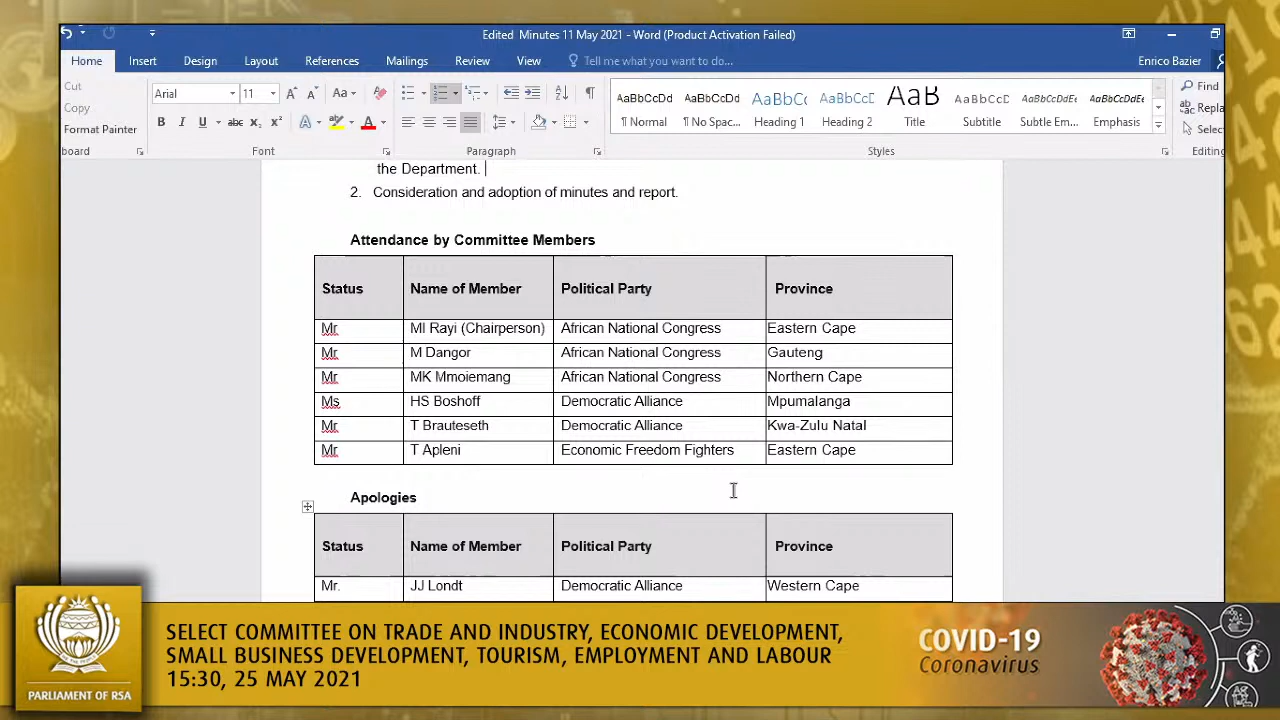 Edited Minutes 11 May 2021 - Word (Product Activation Failed)
Home Insert Design Layout References Mailings Review View Tell me what you want to do... Enrico Bazier
Cut
Copy
Format Painter
board
Arial 11
Font
Paragraph
AaBbCcDd AaBbCcDd AaBbCc AaBbCcD AaB AaBbCcD AaBbCcDdE AaBbCcDdE
¶ Normal ¶ No Spac... Heading 1 Heading 2 Title Subtitle Subtle Em... Emphasis
Styles
Find
Repla
Select
Editing
the Department.
2. Consideration and adoption of minutes and report.
Attendance by Committee Members
Status Name of Member Political Party Province
Mr MI Rayi (Chairperson) African National Congress Eastern Cape
Mr M Dangor African National Congress Gauteng
Mr MK Mmoiemang African National Congress Northern Cape
Ms HS Boshoff Democratic Alliance Mpumalanga
Mr T Brauteseth Democratic Alliance Kwa-Zulu Natal
Mr T Apleni Economic Freedom Fighters Eastern Cape
Apologies
Status Name of Member Political Party Province
Mr. JJ Londt Democratic Alliance Western Cape
PARLIAMENT OF RSA
SELECT COMMITTEE ON TRADE AND INDUSTRY, ECONOMIC DEVELOPMENT,
SMALL BUSINESS DEVELOPMENT, TOURISM, EMPLOYMENT AND LABOUR
15:30, 25 MAY 2021
COVID-19
Coronavirus